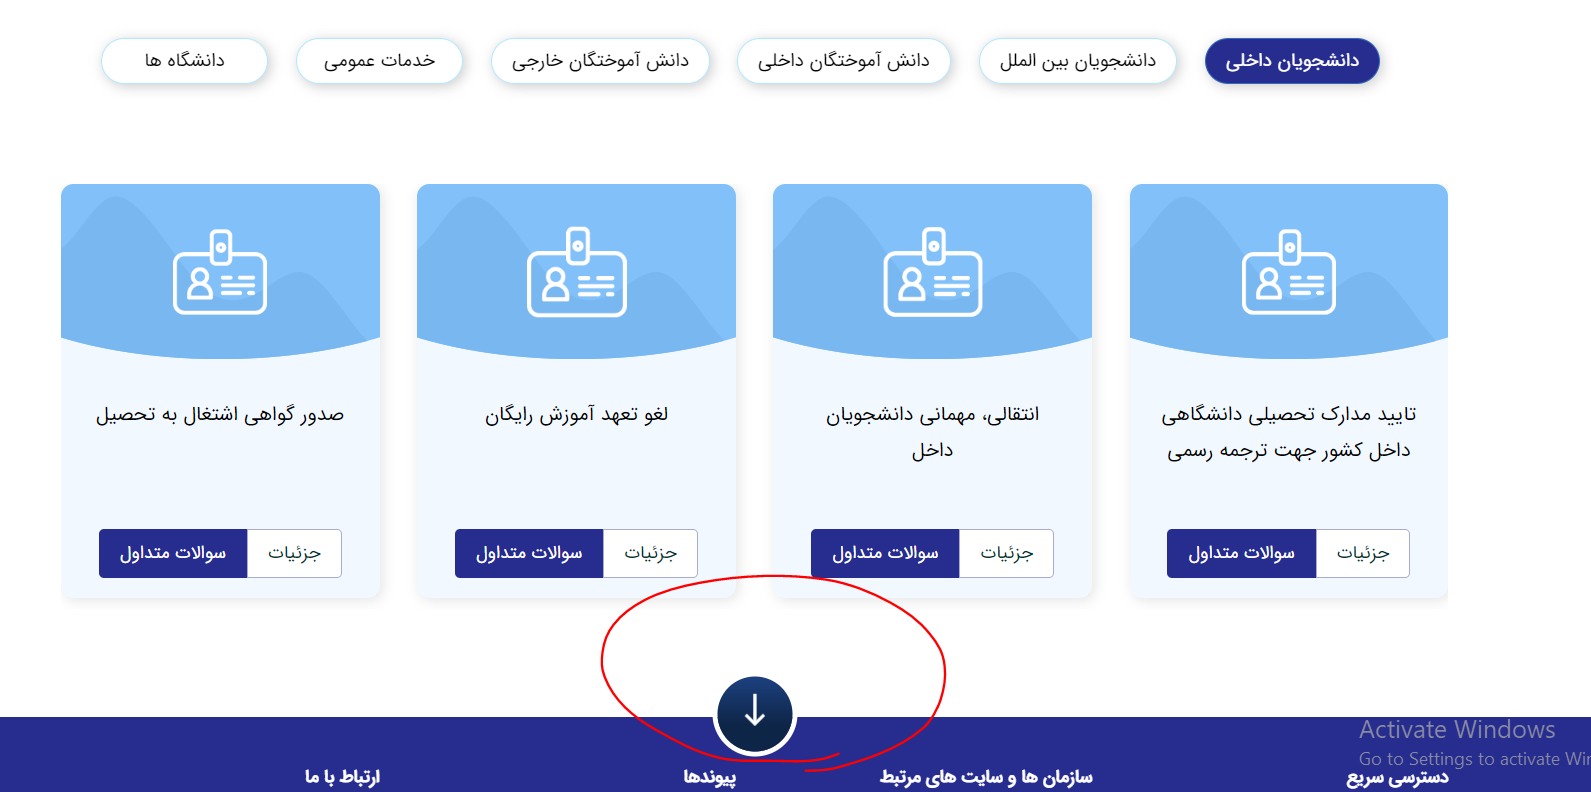 دانشجویان داخلی
دانشجویان بین الملل
دانش آموختگان داخلی
دانش آموختگان خارجی
خدمات عمومی
دانشگاه ها
تایید مدارک تحصیلی دانشگاهی
داخل کشور جهت ترجمه رسمی
جزئیات
سوالات متداول
انتقالی، مهمانی دانشجویان
داخل
جزئیات
سوالات متداول
لغو تعهد آموزش رایگان
جزئیات
سوالات متداول
صدور گواهی اشتغال به تحصیل
جزئیات
سوالات متداول
Activate Windows
Go to Settings to activate Wi
دسترسی سریع
سازمان ها و سایت های مرتبط
پیوندها
ارتباط با ما